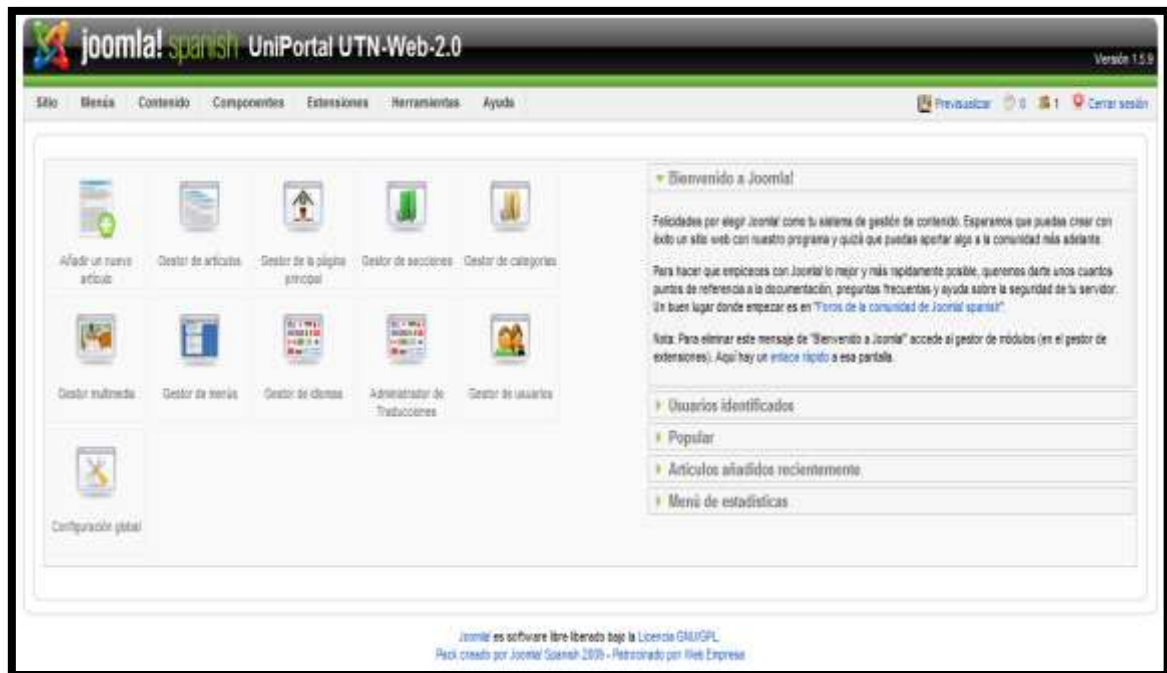 joomla! spanish UniPortal UTN-Web-2.0
Versión 1.5.9
Sitio Menús Contenido Componentes Extensiones Herramientas Ayuda
Previsualizar 0 1 Cerrar sesión
Añadir un nuevo
artículo
Gestor de artículos
Gestor de la página
principal
Gestor de secciones
Gestor de categorías
Gestor multimedia
Gestor de menús
Gestor de idiomas
Administrador de
Traducciones
Gestor de usuarios
Configuración global
Bienvenido a Joomla!
Felicidades por elegir Joomla! como tu sistema de gestión de contenido. Esperamos que puedas crear con
éxito un sitio web con nuestro programa y quizá que puedas aportar algo a la comunidad más adelante.
Para hacer que empieces con Joomla! lo mejor y más rápidamente posible, queremos darte unos cuantos
puntos de referencia a la documentación, preguntas frecuentes y ayuda sobre la seguridad de tu servidor.
Un buen lugar donde empezar es en "Foros de la comunidad de Joomla! spanish".
Nota: Para eliminar este mensaje de "Bienvenido a Joomla!" accede al gestor de módulos (en el gestor de
extensiones). Aquí hay un enlace rápido a esa pantalla.
Usuarios identificados
Popular
Artículos añadidos recientemente
Menú de estadísticas
Joomla! es software libre liberado bajo la Licencia GNU/GPL.
Pack creado por Joomla! Spanish - Patrocinado por Web Empresa